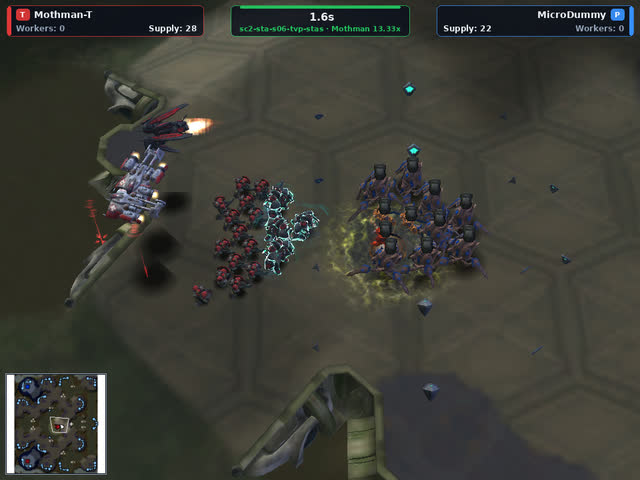 T Mothman-T
Workers: 0 Supply: 28
1.6s
sc2-sta-s06-tvp-stas · Mothman 13.33x
MicroDummy P
Supply: 22 Workers: 0